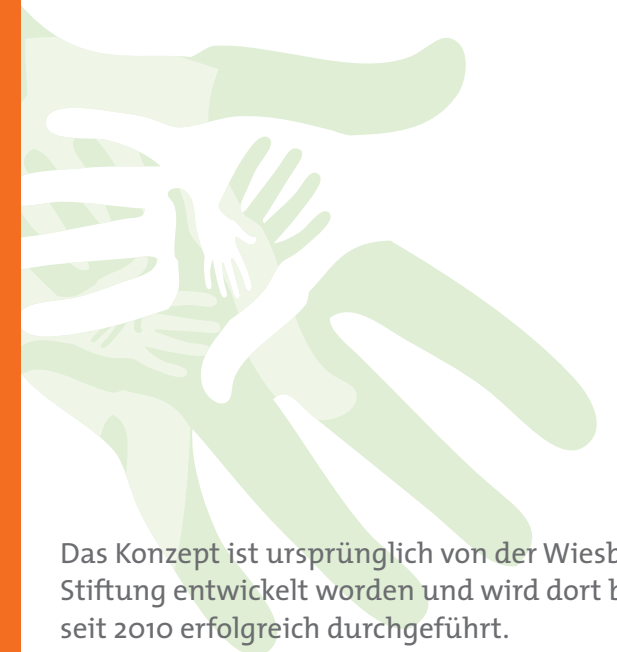 Das Konzept ist ursprünglich von der
Stiftung entwickelt worden und wird dort
seit 2010 erfolgreich durchgeführt.